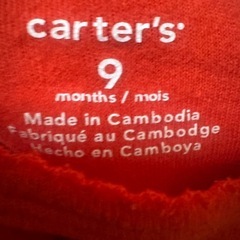 carter's
9
months / mois
Made in Cambodia
Fabriqué au Cambodge
Hecho en Camboya